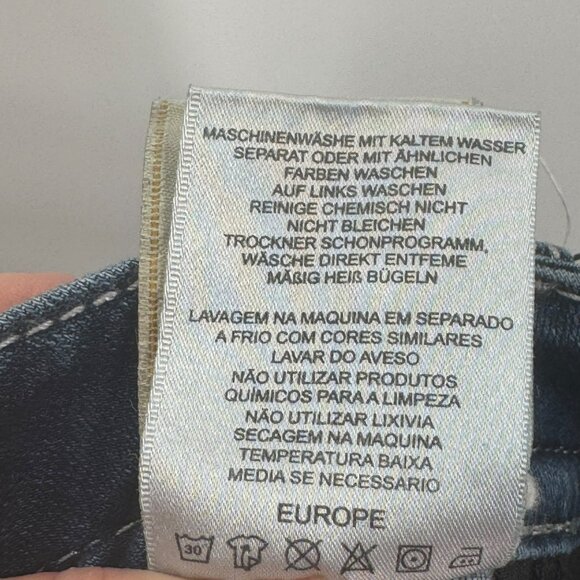 MASCHINENWÄSHE MIT KALTEM WASSER
SEPARAT ODER MIT ÄHNLICHEN
FARBEN WASCHEN
AUF LINKS WASCHEN
REINIGE CHEMISCH NICHT
NICHT BLEICHEN
TROCKNER SCHONPROGRAMM,
WÄSCHE DIREKT ENTFEME
MÄßIG HEIß BÜGELN
LAVAGEM NA MAQUINA EM SEPARADO
A FRIO COM CORES SIMILARES
LAVAR DO AVESO
NÃO UTILIZAR PRODUTOS
QUÍMICOS PARA A LIMPEZA
NÃO UTILIZAR LIXIVIA
SECAGEM NA MAQUINA
TEMPERATURA BAIXA
MEDIA SE NECESSARIO
EUROPE
30